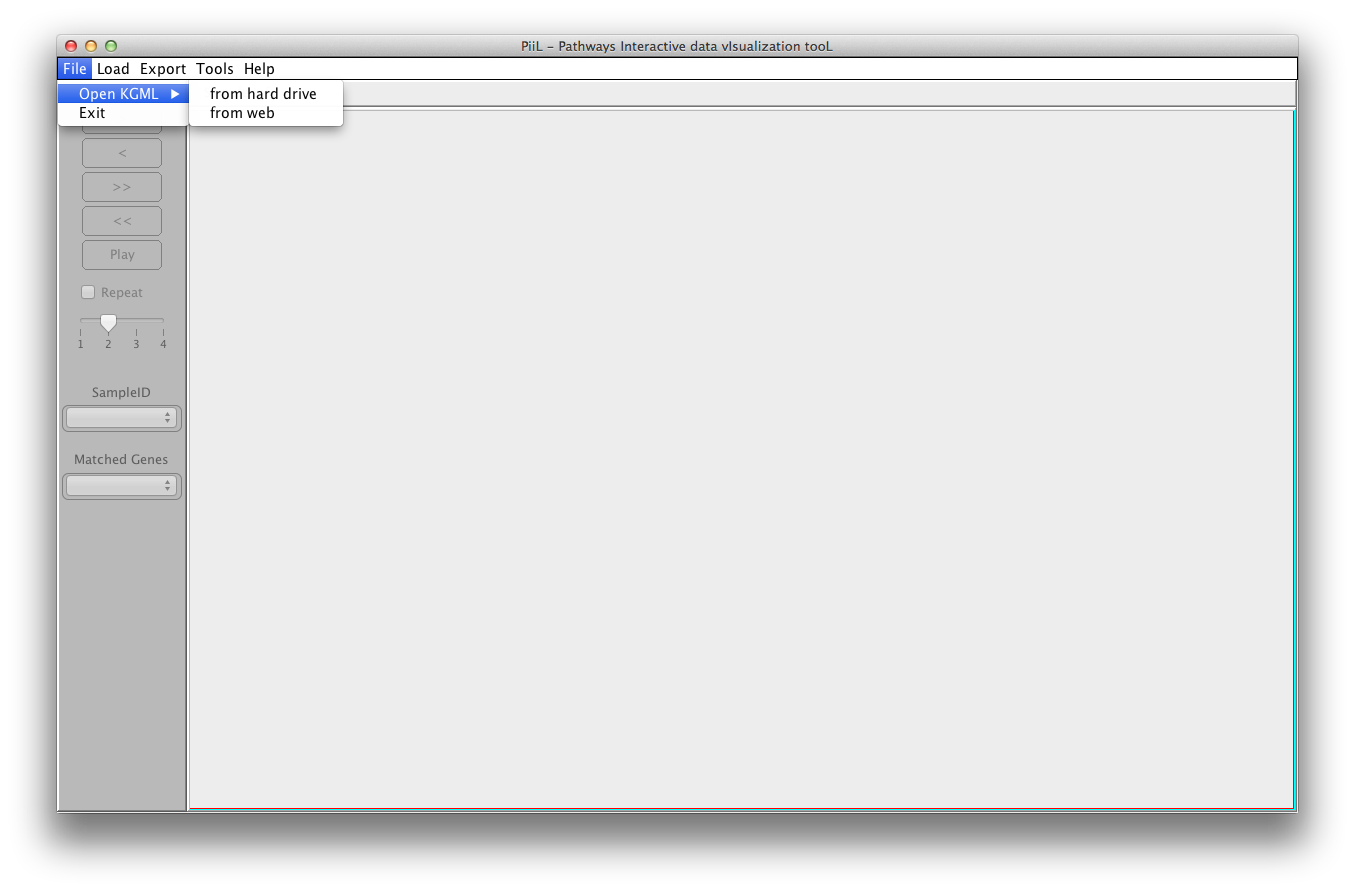 PiiL - Pathways Interactive data vIsualization tooL
File Load Export Tools Help
Open KGML from hard drive
Exit from web
<
>>
<<
Play
Repeat
1 2 3 4
SampleID
Matched Genes